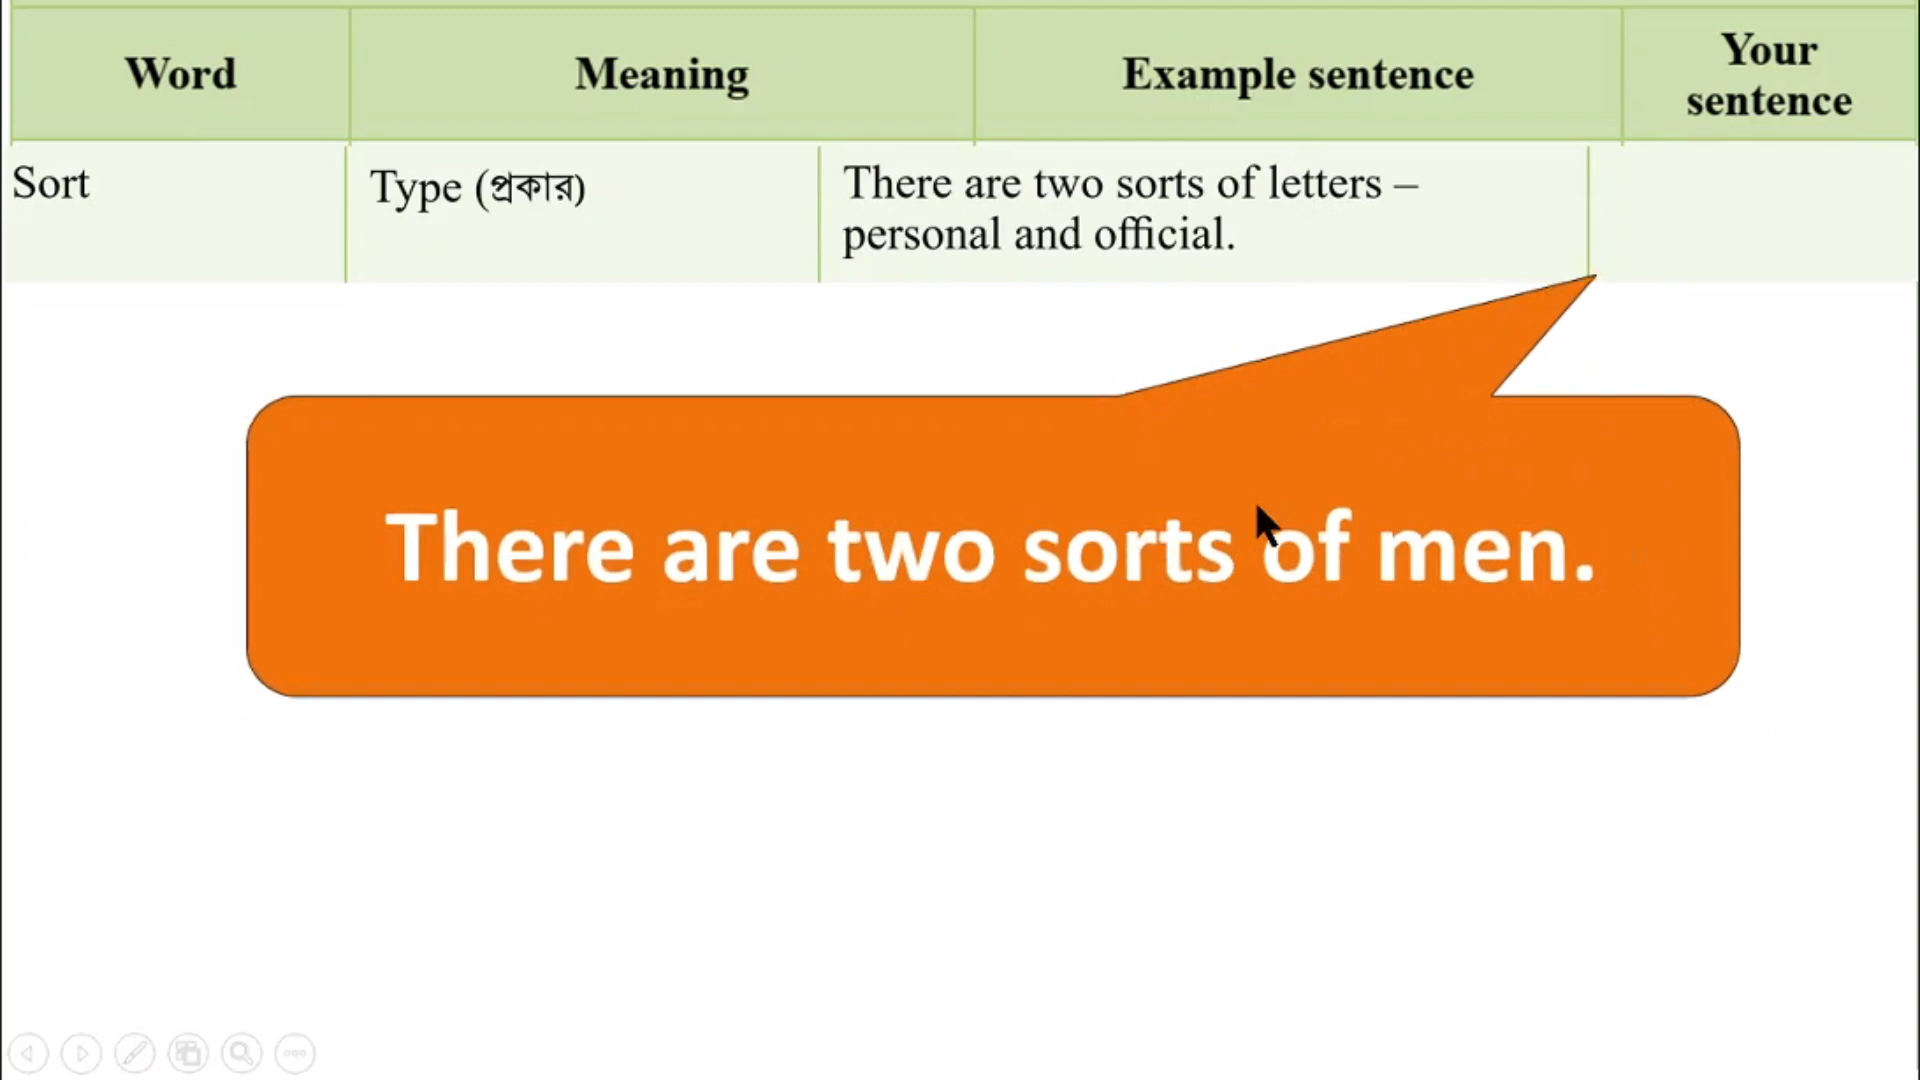 Word Meaning Example sentence Your sentence
Sort Type (প্রকার) There are two sorts of letters –
personal and official.
There are two sorts of men.